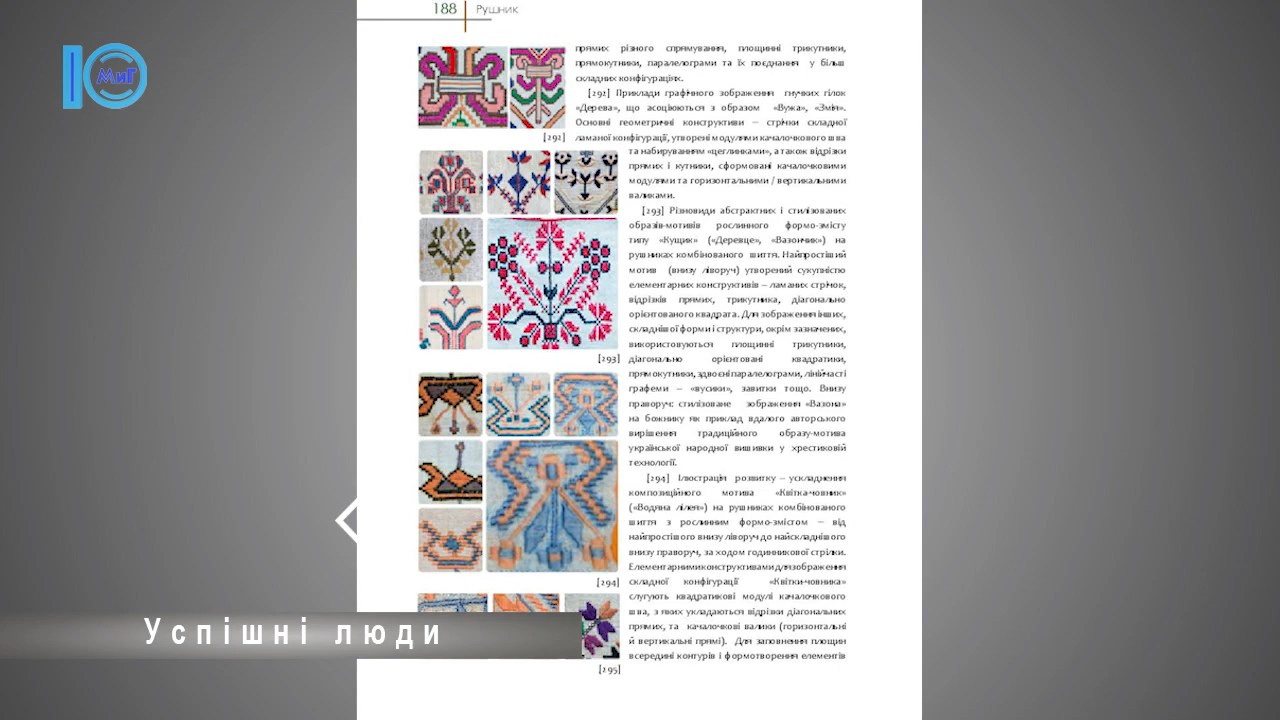 188 Рушник
МиГ
прямих різного спрямування, площинні трикутники,
прямокутники, паралелограми та їх поєднання у більш
складних конфігураціях.
[292] Приклади графічного зображення гнучких гілок
«Дерева», що асоціюються з образом «Вужа», «Змія».
Основні геометричні конструктиви – стрічки складної
[292] ламаної конфігурації, утворені модулями качалочкового шва
та набируванням «цеглинками», а також відрізки
прямих і кутники, сформовані качалочковими
модулями та горизонтальними / вертикальними
валиками.
[293] Різновиди абстрактних і стилізованих
образів-мотивів рослинного формо-змісту
типу «Кущик» («Деревце», «Вазончик») на
рушниках комбінованого шиття. Найпростіший
мотив (внизу ліворуч) утворений сукупністю
елементарних конструктивів – ламаних стрічок,
відрізків прямих, трикутника, діагонально
орієнтованого квадрата. Для зображення інших,
складнішої форми і структури, окрім зазначених,
використовуються площинні трикутники,
[293] діагонально орієнтовані квадратики,
прямокутники, здвоєні паралелограми, лінійчасті
графеми – «вусики», завитки тощо. Внизу
праворуч: стилізоване зображення «Вазона»
на божнику як приклад вдалого авторського
вирішення традиційного образу-мотива
української народної вишивки у хрестиковій
технології.
[294] Ілюстрація розвитку – ускладнення
композиційного мотива «Квітка-човник»
(«Водяна лілея») на рушниках комбінованого
шиття з рослинним формо-змістом – від
найпростішого внизу ліворуч до найскладнішого
внизу праворуч, за ходом годинникової стрілки.
Елементарними конструктивами для зображення
[294] складної конфігурації «Квітки-човника»
слугують квадратикові модулі качалочкового
шва, з яких укладаються відрізки діагональних
прямих, та качалочкові валики (горизонтальні
й вертикальні прямі). Для заповнення площин
всередині контурів і формотворення елементів
[295]
Успішні люди